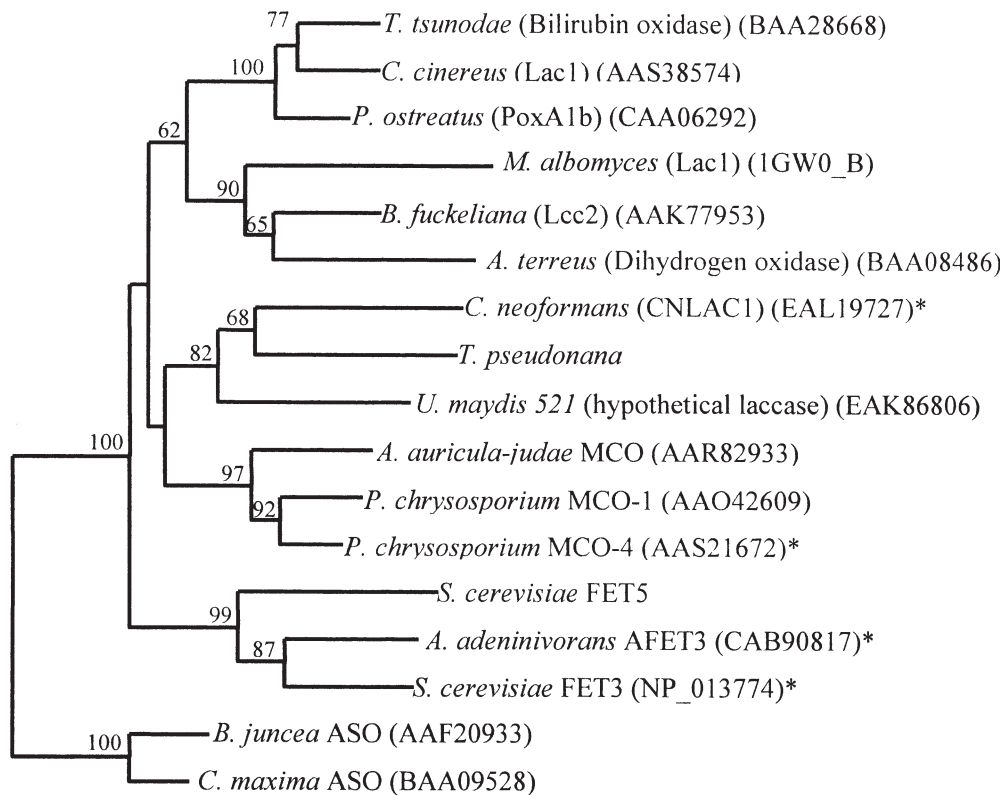 77
T. tsunodae (Bilirubin oxidase) (BAA28668)
100
C. cinereus (Lac1) (AAS38574)
P. ostreatus (PoxA1b) (CAA06292)
62
M. albomyces (Lac1) (1GW0_B)
90
B. fuckeliana (Lcc2) (AAK77953)
65
A. terreus (Dihydrogen oxidase) (BAA08486)
C. neoformans (CNLAC1) (EAL19727)*
68
T. pseudonana
82
U. maydis 521 (hypothetical laccase) (EAK86806)
100
A. auricula-judae MCO (AAR82933)
97
P. chrysosporium MCO-1 (AAO42609)
92
P. chrysosporium MCO-4 (AAS21672)*
S. cerevisiae FET5
99
A. adeninivorans AFET3 (CAB90817)*
87
S. cerevisiae FET3 (NP_013774)*
B. juncea ASO (AAF20933)
100
C. maxima ASO (BAA09528)